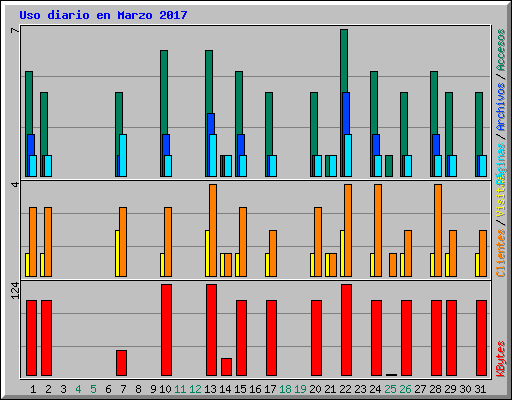 Uso diario en Marzo 2017
7
Accesos / Archivos / Páginas
4
Clientes / Visitas
124
KBytes
1 2 3 4 5 6 7 8 9 10 11 12 13 14 15 16 17 18 19 20 21 22 23 24 25 26 27 28 29 30 31